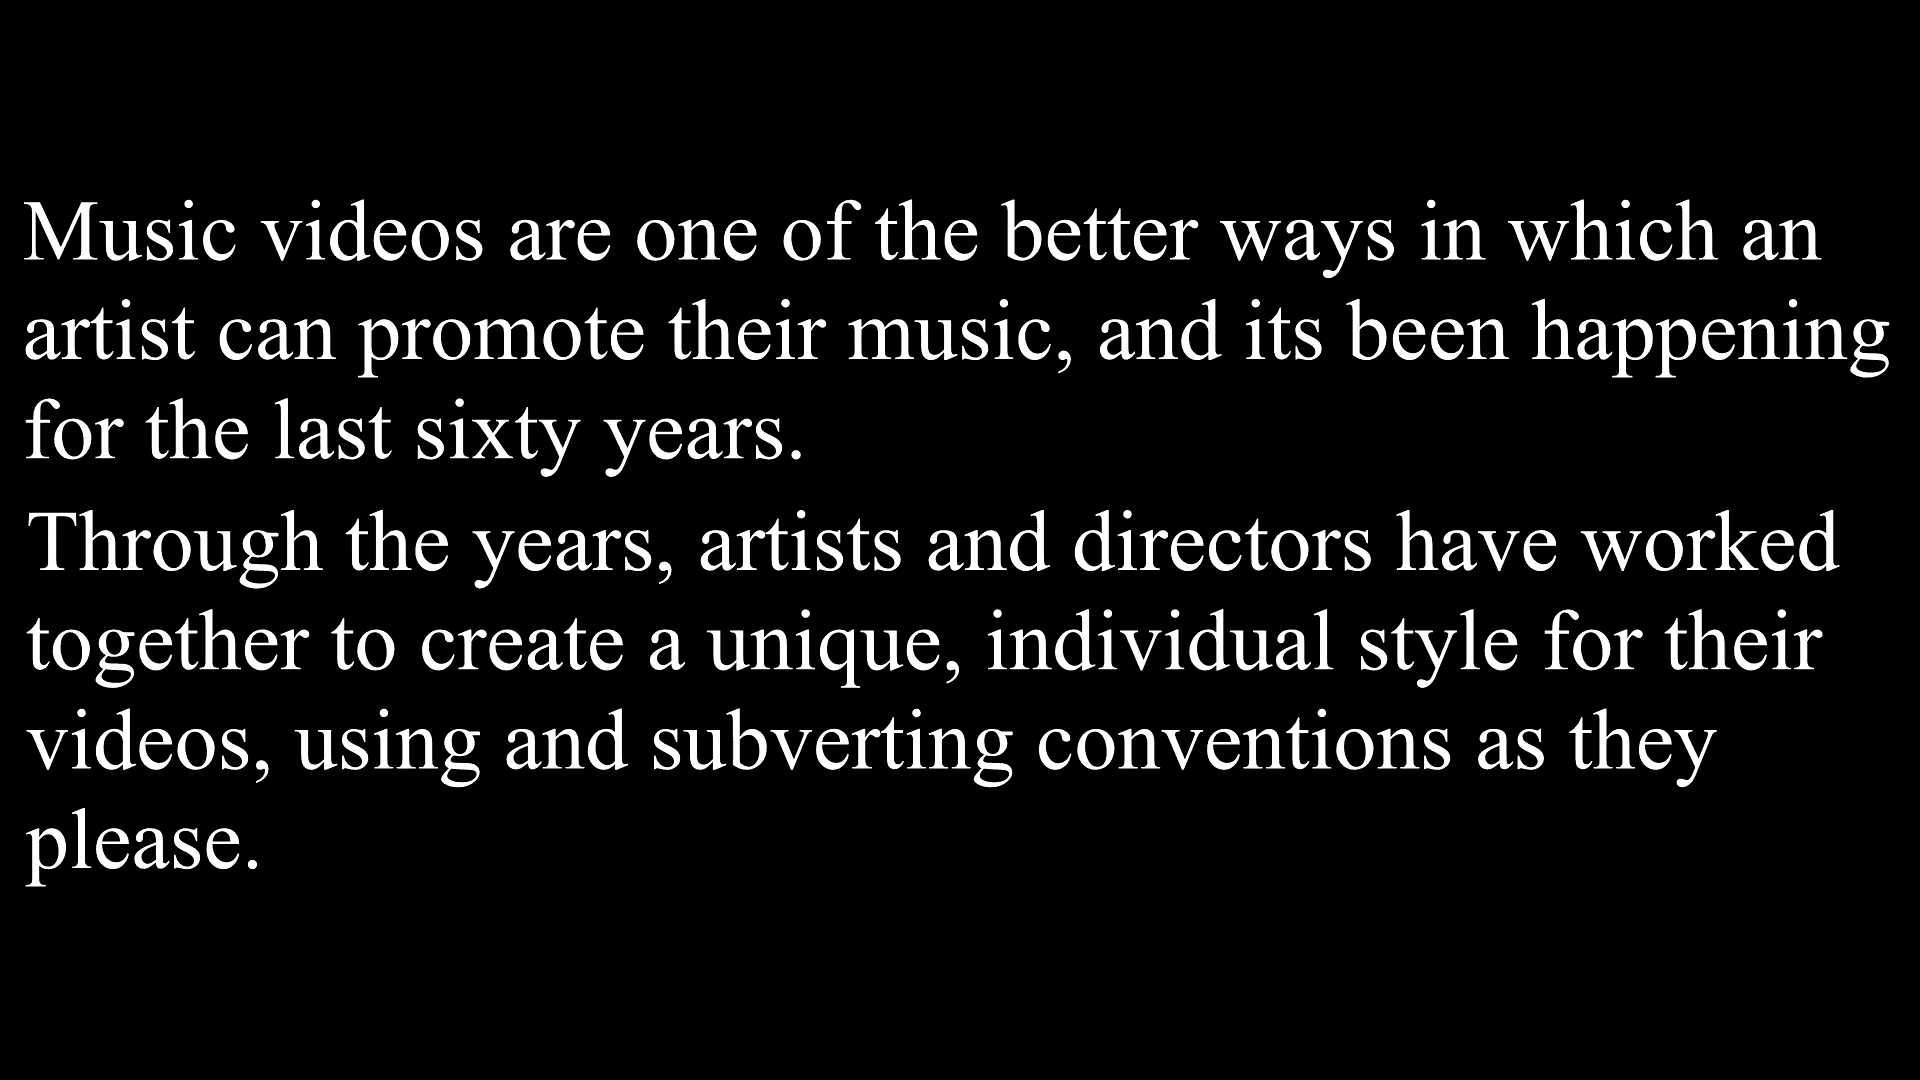 Music videos are one of the better ways in which an
artist can promote their music, and its been happening
for the last sixty years.
Through the years, artists and directors have worked
together to create a unique, individual style for their
videos, using and subverting conventions as they
please.